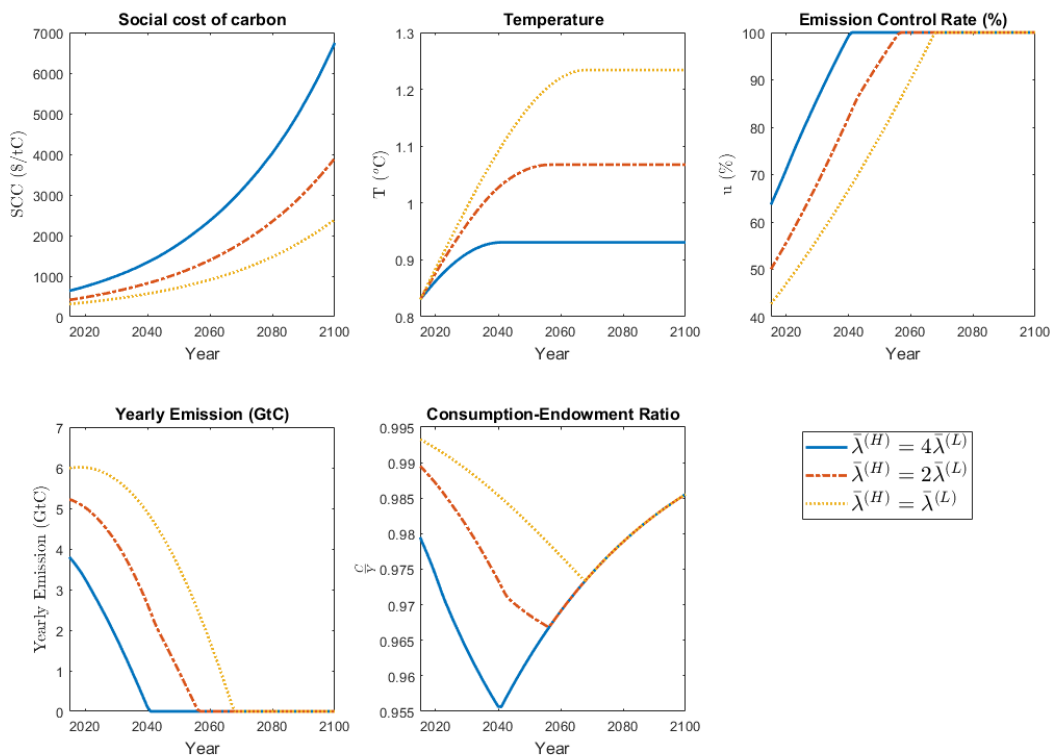 Social cost of carbon
7000
6000
5000
4000
3000
2000
1000
0
SCC ($/tC)
2020 2040 2060 2080 2100
Year
Temperature
1.3
1.2
1.1
1
0.9
0.8
T (°C)
2020 2040 2060 2080 2100
Year
Emission Control Rate (%)
100
90
80
70
60
50
40
u (%)
2020 2040 2060 2080 2100
Year
Yearly Emission (GtC)
7
6
5
4
3
2
1
0
Yearly Emission (GtC)
2020 2040 2060 2080 2100
Year
Consumption-Endowment Ratio
0.995
0.99
0.985
0.98
0.975
0.97
0.965
0.96
0.955
C/Y
2020 2040 2060 2080 2100
Year
λ̄^(H) = 4λ̄^(L)
λ̄^(H) = 2λ̄^(L)
λ̄^(H) = λ̄^(L)